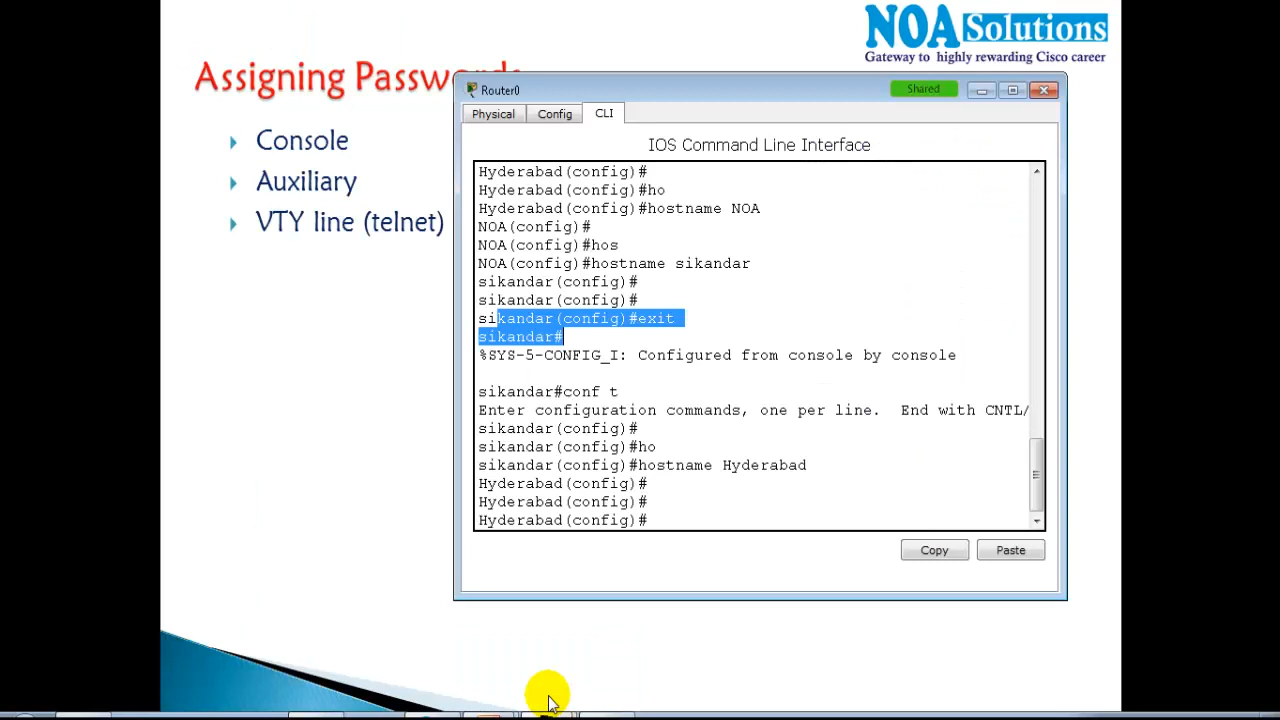 NOA Solutions
Gateway to highly rewarding Cisco career
Assigning Passwords
Console
Auxiliary
VTY line (telnet)
Router0
Shared
Physical
Config
CLI
IOS Command Line Interface
Hyderabad(config)#
Hyderabad(config)#ho
Hyderabad(config)#hostname NOA
NOA(config)#
NOA(config)#hos
NOA(config)#hostname sikandar
sikandar(config)#
sikandar(config)#
sikandar(config)#exit
sikandar#
%SYS-5-CONFIG_I: Configured from console by console
sikandar#conf t
Enter configuration commands, one per line.  End with CNTL/
sikandar(config)#
sikandar(config)#ho
sikandar(config)#hostname Hyderabad
Hyderabad(config)#
Hyderabad(config)#
Hyderabad(config)#
Copy
Paste